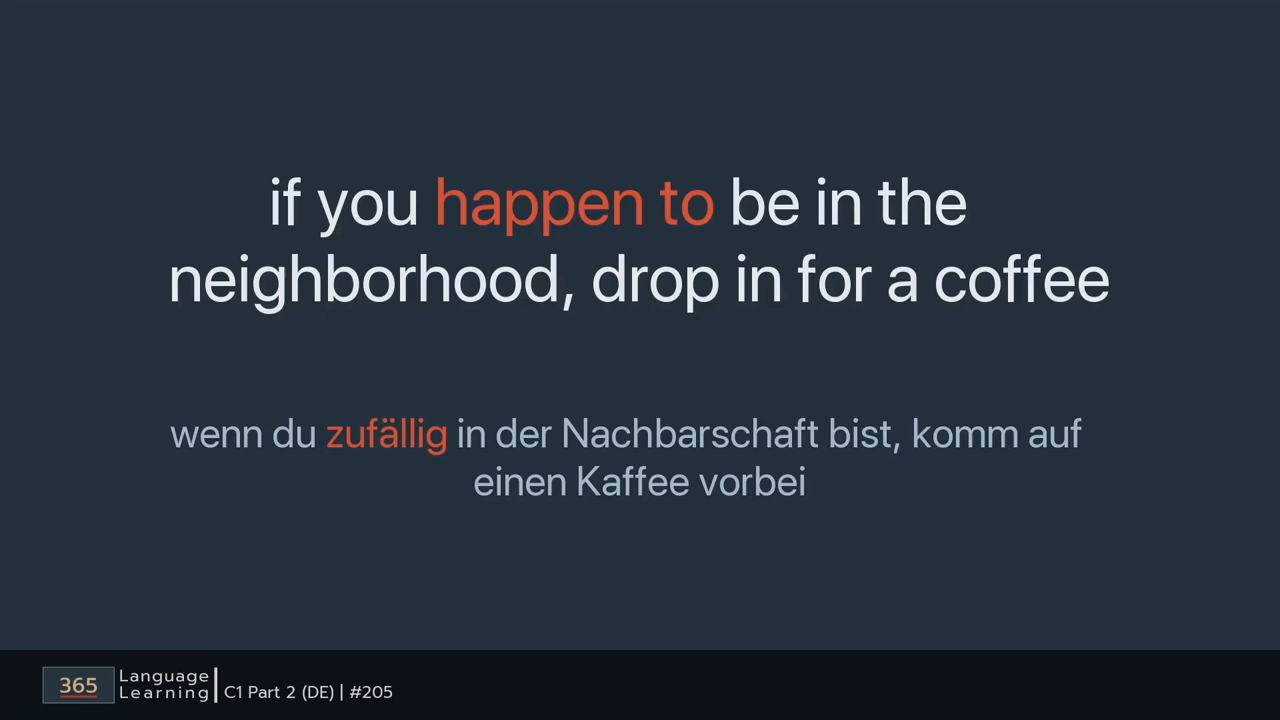 if you happen to be in the
neighborhood, drop in for a coffee
wenn du zufällig in der Nachbarschaft bist, komm auf
einen Kaffee vorbei
365
Language
Learning
C1 Part 2 (DE) | #205